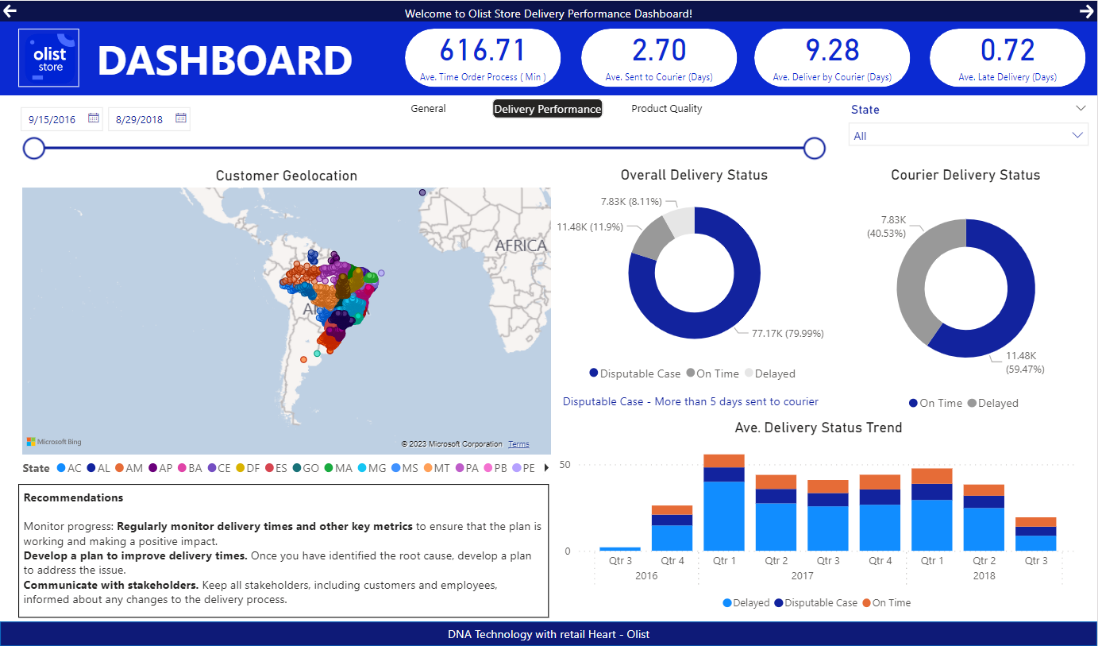 Welcome to Olist Store Delivery Performance Dashboard!
olist
store
DASHBOARD
616.71
Ave. Time Order Process ( Min )
2.70
Ave. Sent to Courier (Days)
9.28
Ave. Deliver by Courier (Days)
0.72
Ave. Late Delivery (Days)
General
Delivery Performance
Product Quality
9/15/2016
8/29/2018
State
All
Customer Geolocation
AFRICA
Microsoft Bing
© 2023 Microsoft Corporation Terms
State AC AL AM AP BA CE DF ES GO MA MG MS MT PA PB PE
Overall Delivery Status
7.83K (8.11%)
11.48K (11.9%)
77.17K (79.99%)
Disputable Case On Time Delayed
Disputable Case - More than 5 days sent to courier
Courier Delivery Status
7.83K
(40.53%)
11.48K
(59.47%)
On Time Delayed
Recommendations
Monitor progress: Regularly monitor delivery times and other key metrics to ensure that the plan is
working and making a positive impact.
Develop a plan to improve delivery times. Once you have identified the root cause. develop a plan
to address the issue.
Communicate with stakeholders. Keep all stakeholders, including customers and employees,
informed about any changes to the delivery process.
Ave. Delivery Status Trend
50
0
Qtr 3 Qtr 4 Qtr 1 Qtr 2 Qtr 3 Qtr 4 Qtr 1 Qtr 2 Qtr 3
2016 2017 2018
Delayed Disputable Case On Time
DNA Technology with retail Heart - Olist